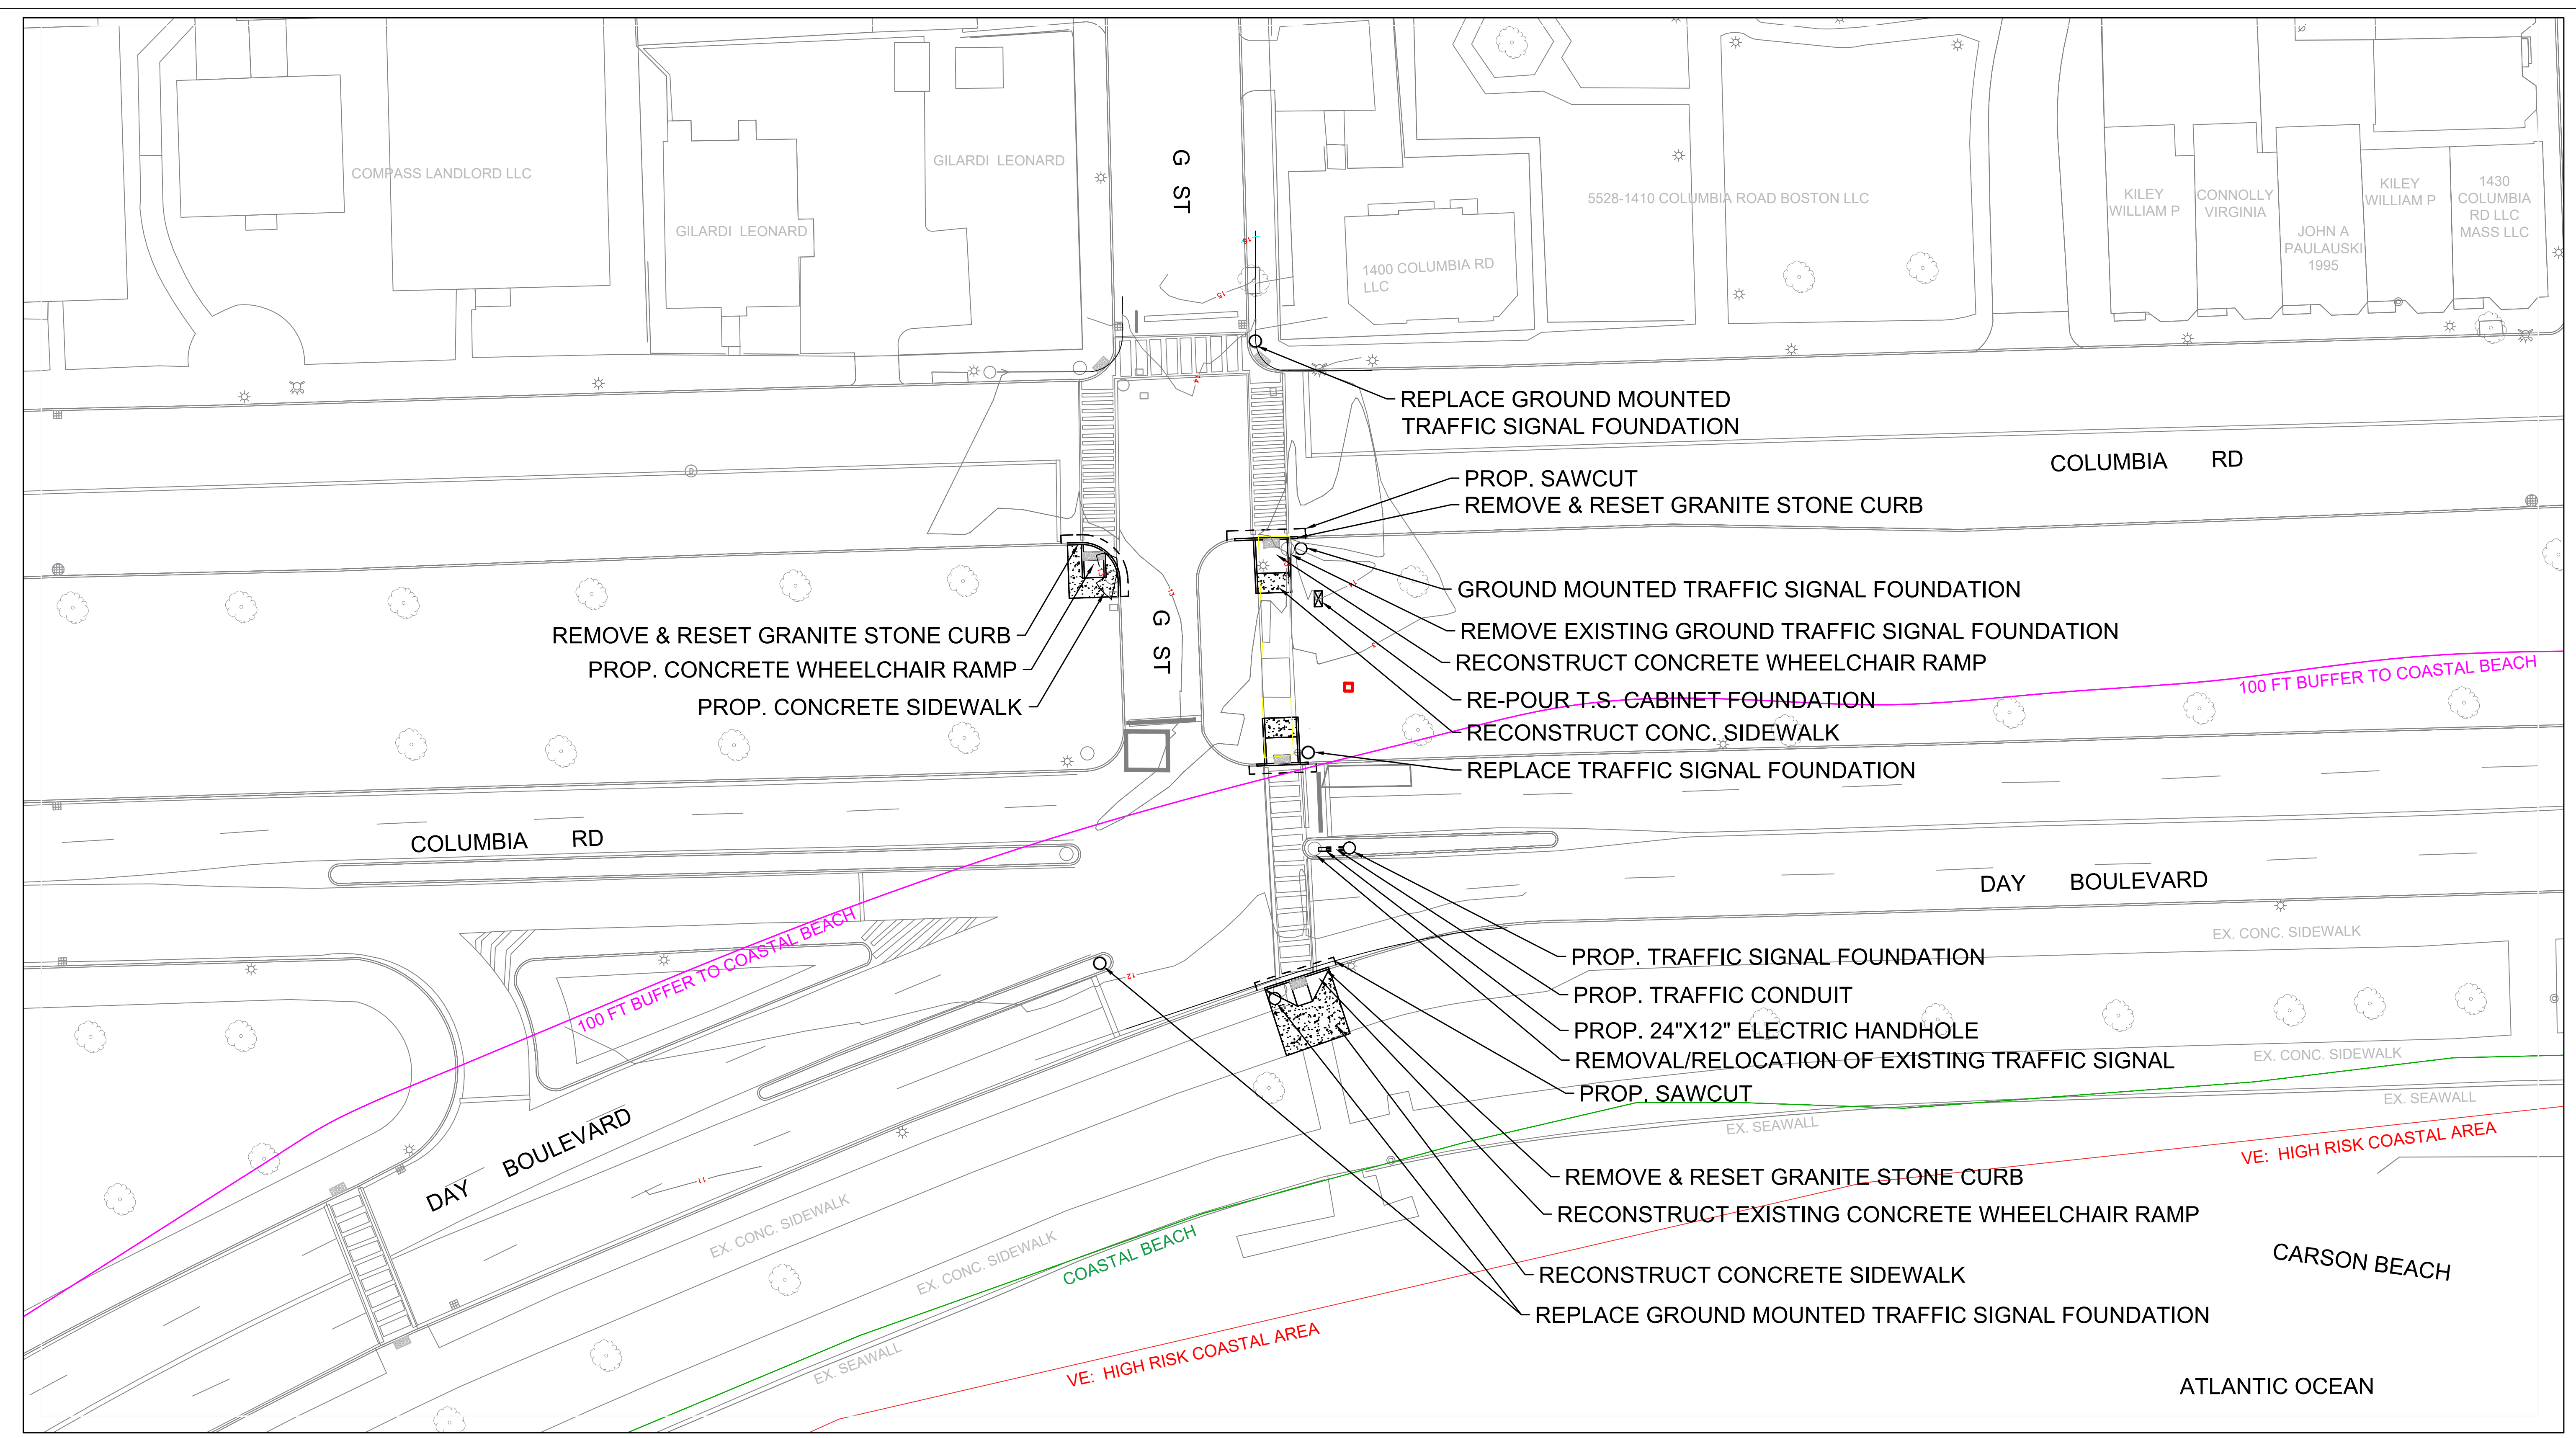 COMPASS LANDLORD LLC
GILARDI LEONARD
GILARDI LEONARD
G ST
1400 COLUMBIA RD
LLC
5528-1410 COLUMBIA ROAD BOSTON LLC
KILEY
WILLIAM P
CONNOLLY
VIRGINIA
JOHN A
PAULAUSKI
1995
KILEY
WILLIAM P
1430
COLUMBIA
RD LLC
MASS LLC
16
15
14
REPLACE GROUND MOUNTED
TRAFFIC SIGNAL FOUNDATION
COLUMBIA RD
D
PROP. SAWCUT
REMOVE & RESET GRANITE STONE CURB
GROUND MOUNTED TRAFFIC SIGNAL FOUNDATION
REMOVE EXISTING GROUND TRAFFIC SIGNAL FOUNDATION
RECONSTRUCT CONCRETE WHEELCHAIR RAMP
RE-POUR T.S. CABINET FOUNDATION
RECONSTRUCT CONC. SIDEWALK
REPLACE TRAFFIC SIGNAL FOUNDATION
REMOVE & RESET GRANITE STONE CURB
PROP. CONCRETE WHEELCHAIR RAMP
PROP. CONCRETE SIDEWALK
13
G ST
100 FT BUFFER TO COASTAL BEACH
COLUMBIA RD
DAY BOULEVARD
100 FT BUFFER TO COASTAL BEACH
12
EX. CONC. SIDEWALK
PROP. TRAFFIC SIGNAL FOUNDATION
PROP. TRAFFIC CONDUIT
PROP. 24"X12" ELECTRIC HANDHOLE
REMOVAL/RELOCATION OF EXISTING TRAFFIC SIGNAL
PROP. SAWCUT
EX. CONC. SIDEWALK
EX. SEAWALL
EX. SEAWALL
VE: HIGH RISK COASTAL AREA
DAY BOULEVARD
11
REMOVE & RESET GRANITE STONE CURB
RECONSTRUCT EXISTING CONCRETE WHEELCHAIR RAMP
EX. CONC. SIDEWALK
EX. CONC. SIDEWALK
COASTAL BEACH
RECONSTRUCT CONCRETE SIDEWALK
REPLACE GROUND MOUNTED TRAFFIC SIGNAL FOUNDATION
CARSON BEACH
EX. SEAWALL
VE: HIGH RISK COASTAL AREA
ATLANTIC OCEAN